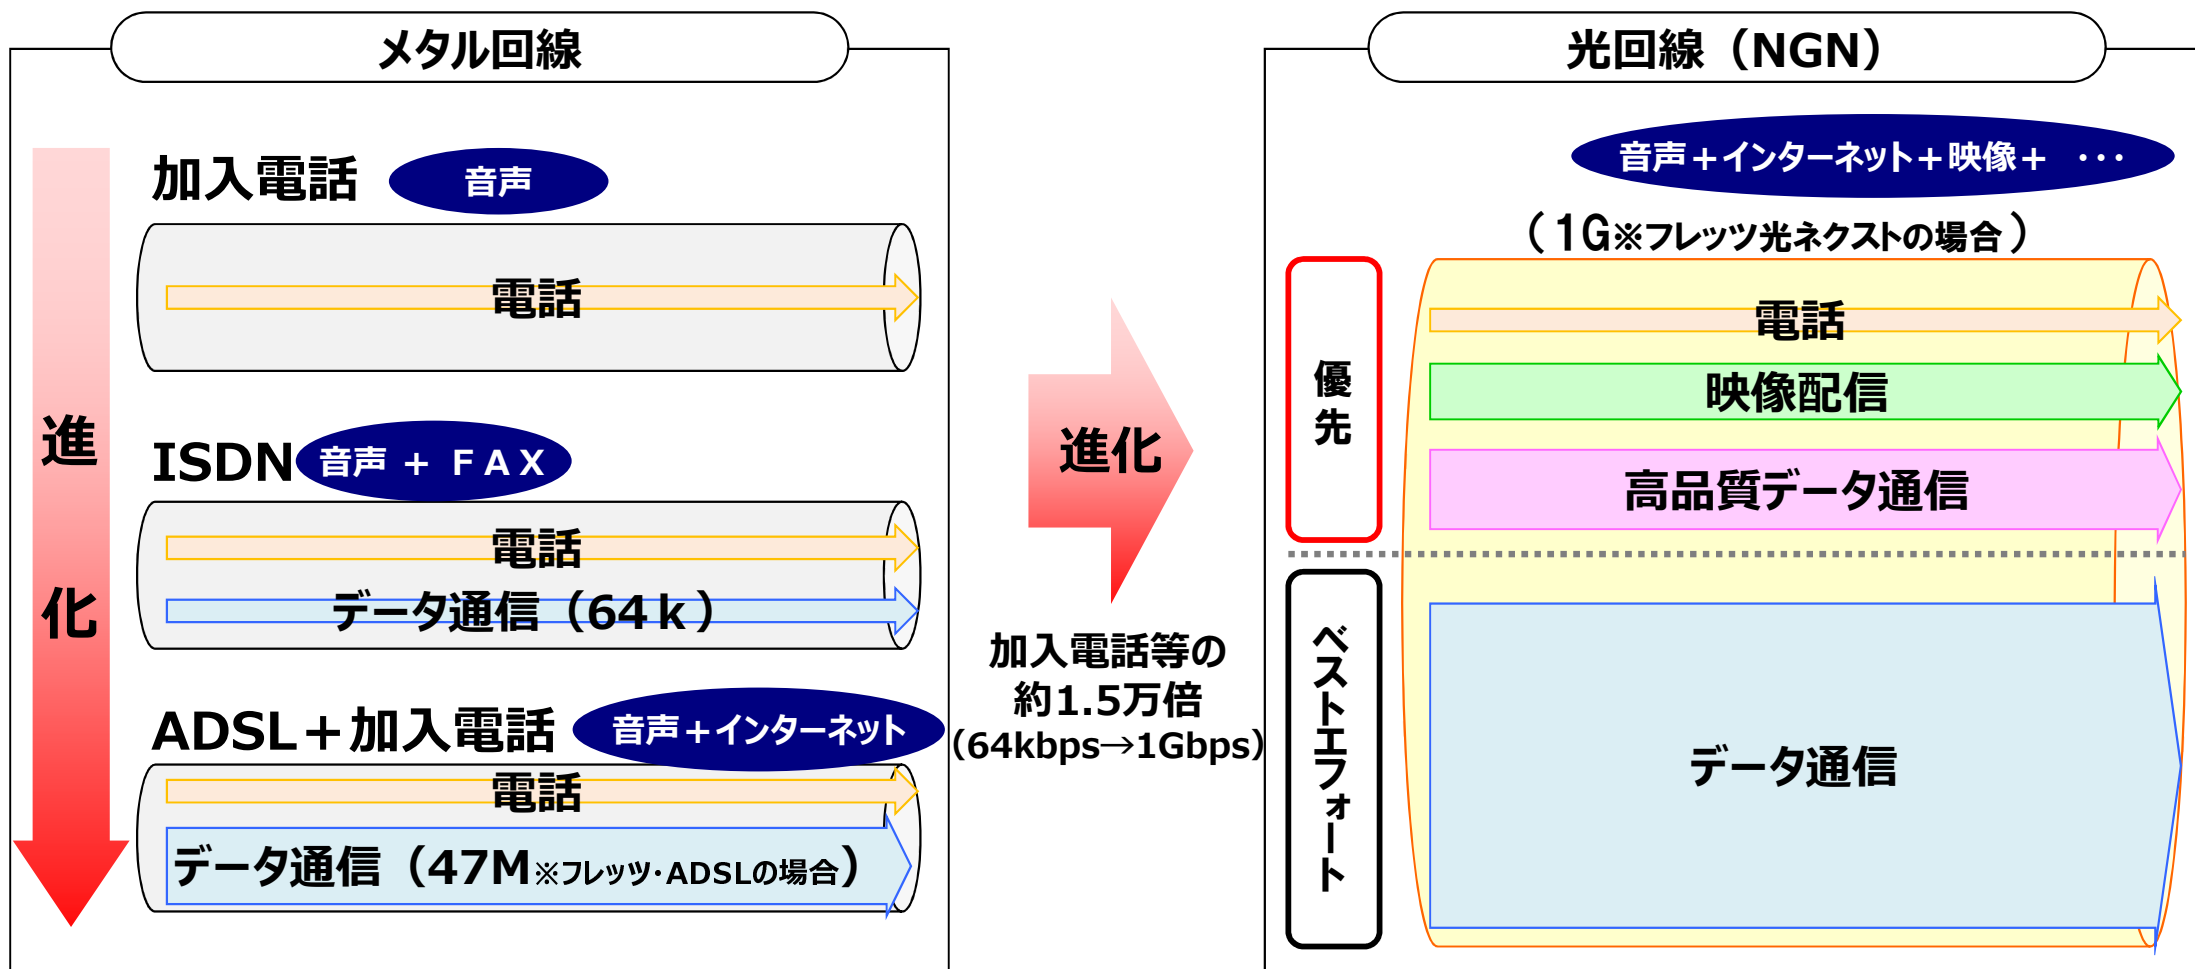 メタル回線
進化
加入電話
音声
電話
ISDN
音声 + ＦＡＸ
電話
データ通信（64ｋ）
ADSL＋加入電話
音声＋インターネット
電話
データ通信（47M※フレッツ・ADSLの場合）
進化
加入電話等の
約1.5万倍
（64kbps→1Gbps）
光回線（NGN）
音声＋インターネット＋映像＋ ・・・
（1G※フレッツ光ネクストの場合）
優先
電話
映像配信
高品質データ通信
ベストエフォート
データ通信